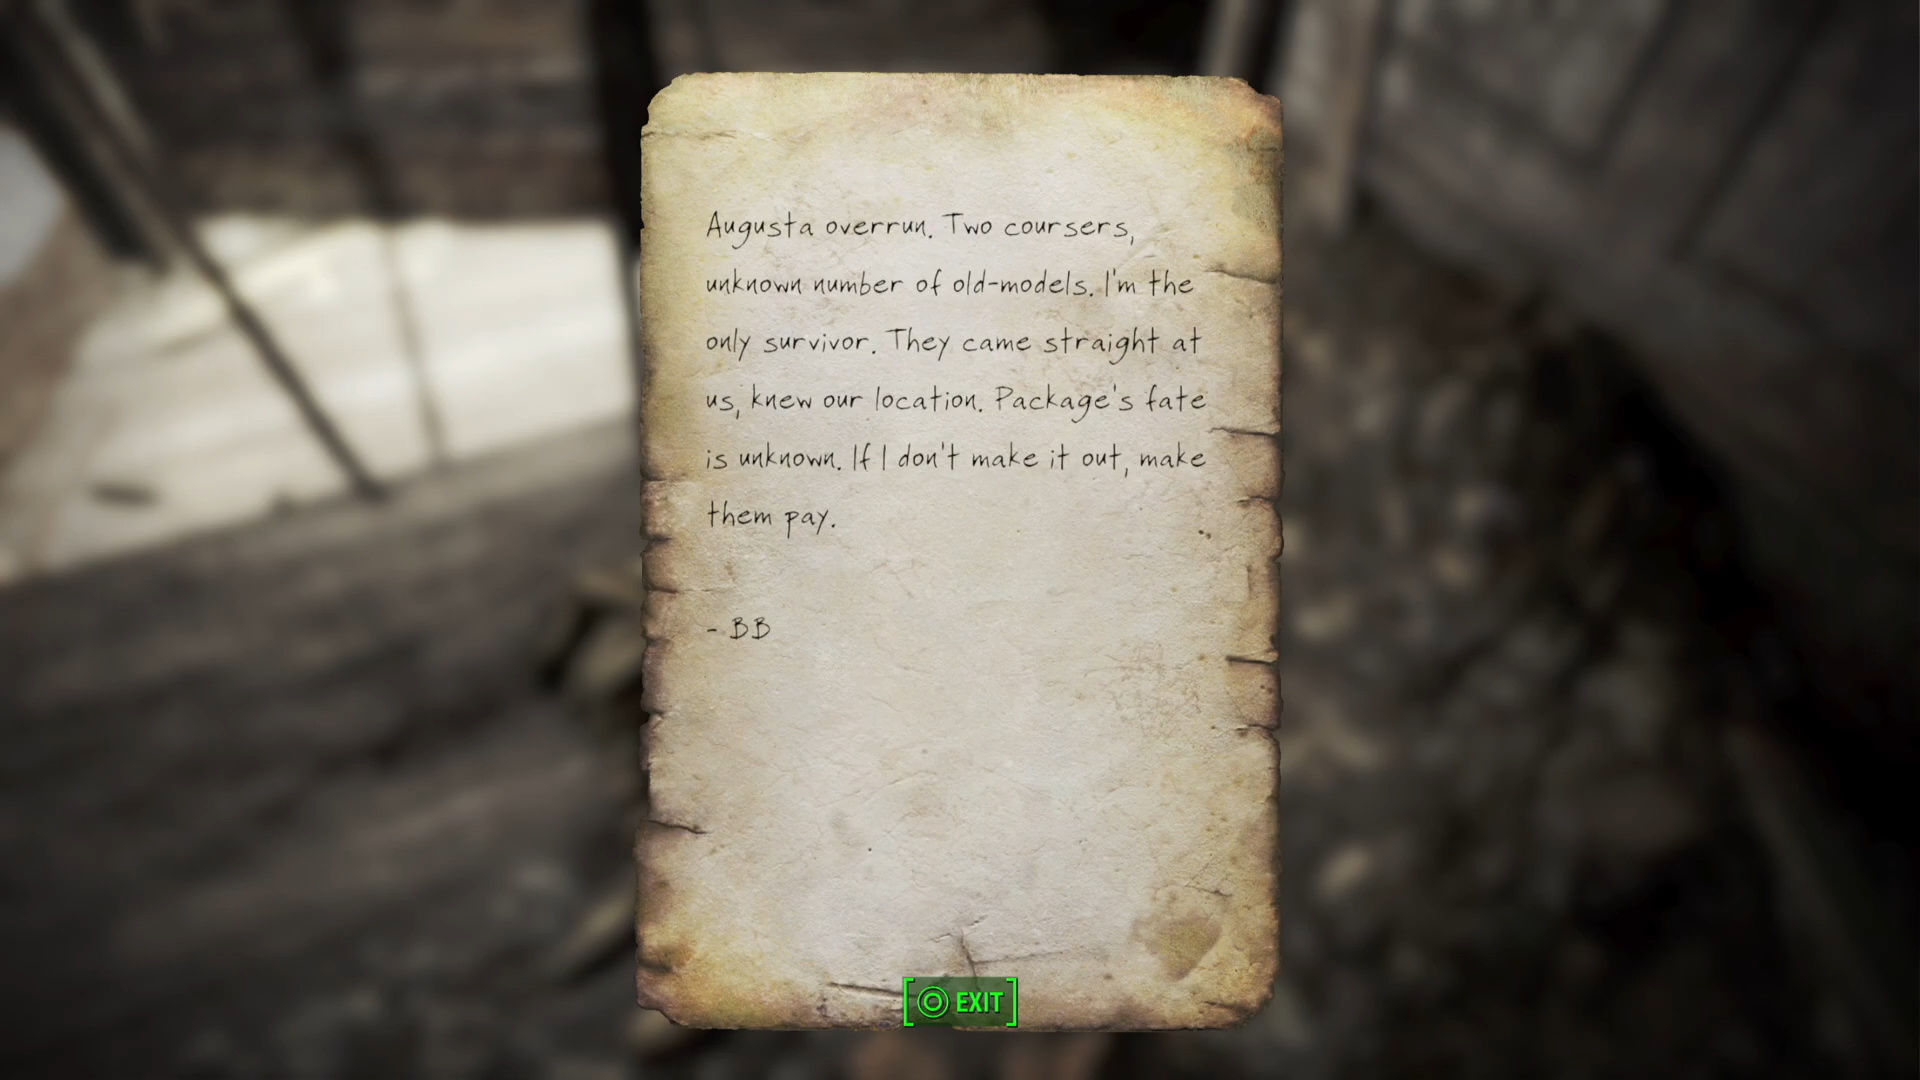 Augusta overrun. Two coursers,
unknown number of old-models. I'm the
only survivor. They came straight at
us, knew our location. Package's fate
is unknown. If I don't make it out, make
them pay.
- BB
EXIT